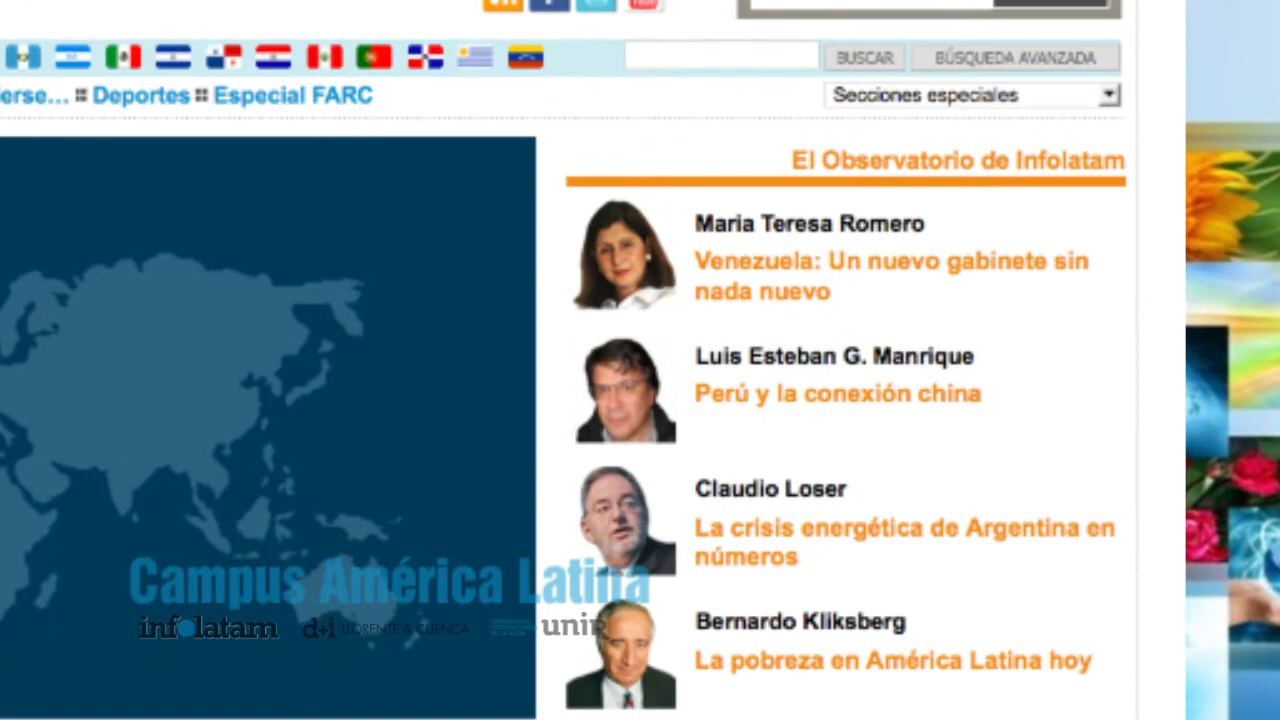 BUSCAR
BÚSQUEDA AVANZADA
erse... Deportes Especial FARC
Secciones especiales
El Observatorio de Infolatam
Maria Teresa Romero
Venezuela: Un nuevo gabinete sin
nada nuevo
Luis Esteban G. Manrique
Perú y la conexión china
Claudio Loser
La crisis energética de Argentina en
números
Campus América Latina
infolatam d+i LLORENTE & CUENCA unir
Bernardo Kliksberg
La pobreza en América Latina hoy